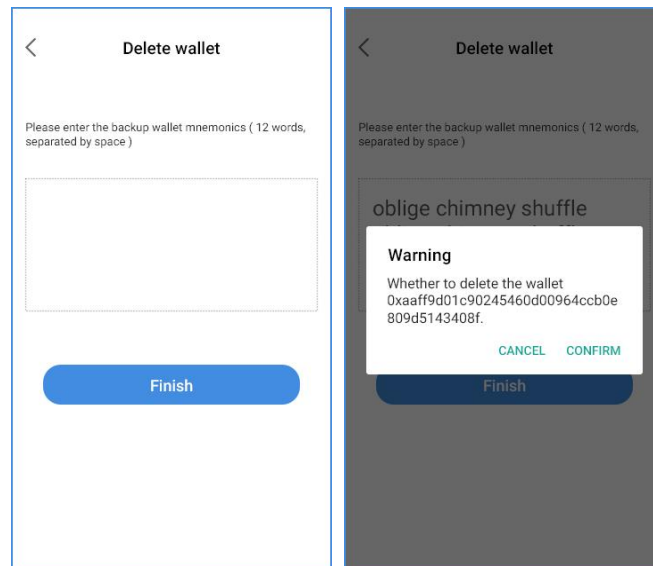 Delete wallet
Please enter the backup wallet mnemonics ( 12 words,
separated by space )
Finish
Delete wallet
Please enter the backup wallet mnemonics ( 12 words,
separated by space )
oblige chimney shuffle
Warning
Whether to delete the wallet
0xaaff9d01c90245460d00964ccb0e
809d5143408f.
CANCEL CONFIRM
Finish